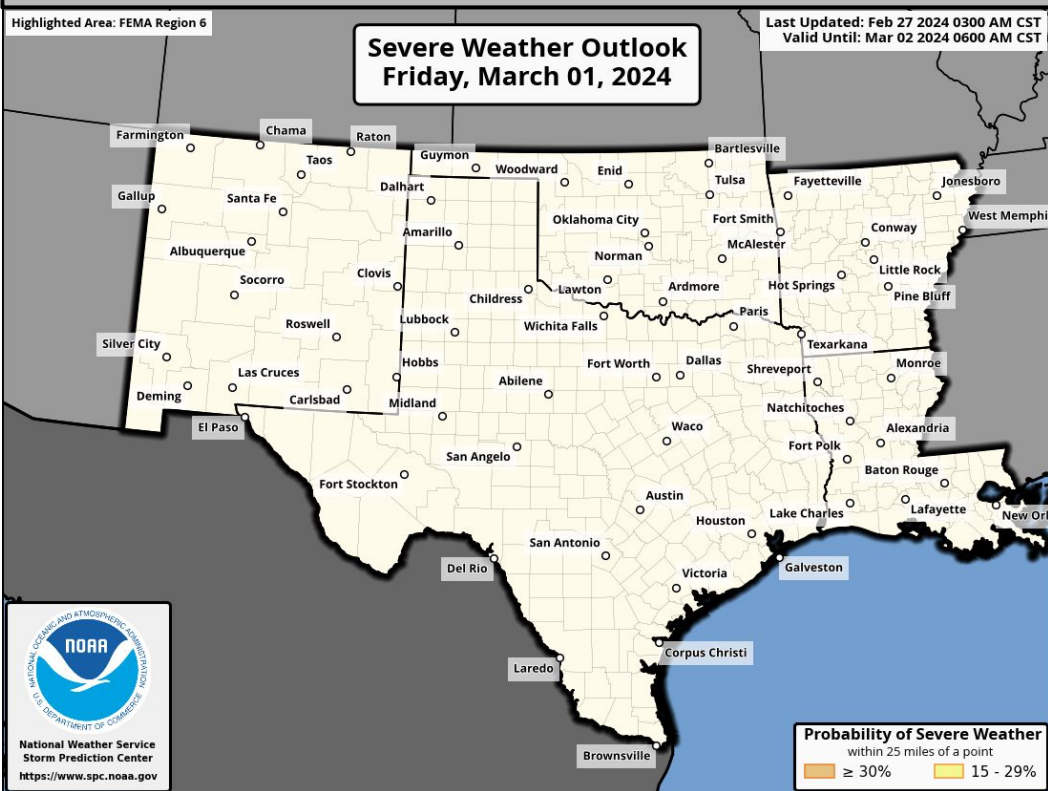 Highlighted Area: FEMA Region 6
Last Updated: Feb 27 2024 0300 AM CST
Valid Until: Mar 02 2024 0600 AM CST
Severe Weather Outlook
Friday, March 01, 2024
Farmington
Chama
Raton
Taos
Guymon
Woodward
Enid
Bartlesville
Tulsa
Fayetteville
Jonesboro
Gallup
Santa Fe
Dalhart
Oklahoma City
Fort Smith
West Memphi
Albuquerque
Amarillo
Norman
McAlester
Conway
Socorro
Clovis
Childress
Lawton
Ardmore
Hot Springs
Little Rock
Pine Bluff
Roswell
Lubbock
Wichita Falls
Paris
Texarkana
Silver City
Hobbs
Fort Worth
Dallas
Shreveport
Monroe
Las Cruces
Abilene
Deming
Carlsbad
Midland
Natchitoches
El Paso
Waco
Alexandria
San Angelo
Fort Polk
Fort Stockton
Baton Rouge
Austin
Lake Charles
Lafayette
New Orl
Houston
San Antonio
Del Rio
Galveston
Victoria
Corpus Christi
Laredo
Brownsville
NATIONAL OCEANIC AND ATMOSPHERIC ADMINISTRATION
NOAA
U.S. DEPARTMENT OF COMMERCE
National Weather Service
Storm Prediction Center
https://www.spc.noaa.gov
Probability of Severe Weather
within 25 miles of a point
≥ 30%
15 - 29%